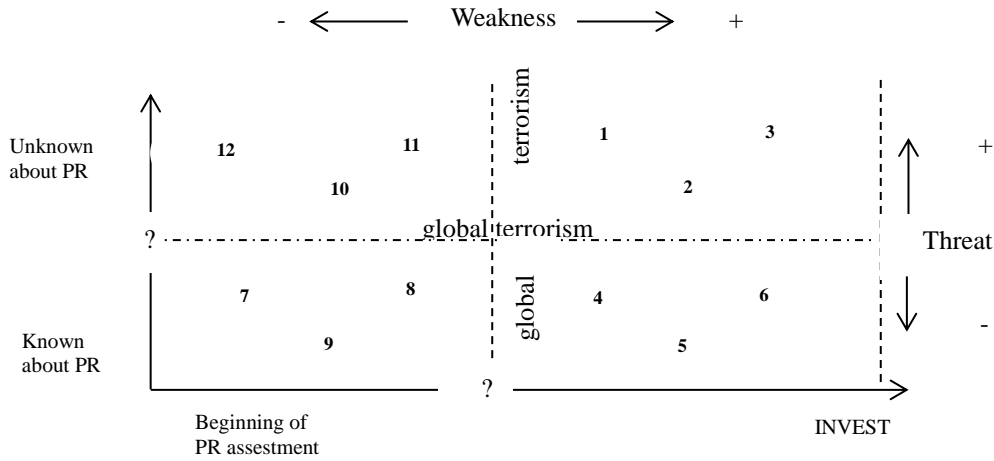 - Weakness +
terrorism
Unknown
about PR
12
11
1
3
+
10
2
? global terrorism
Threat
7
8
global
4
6
-
Known
about PR
9
5
?
Beginning of
PR assestment
INVEST